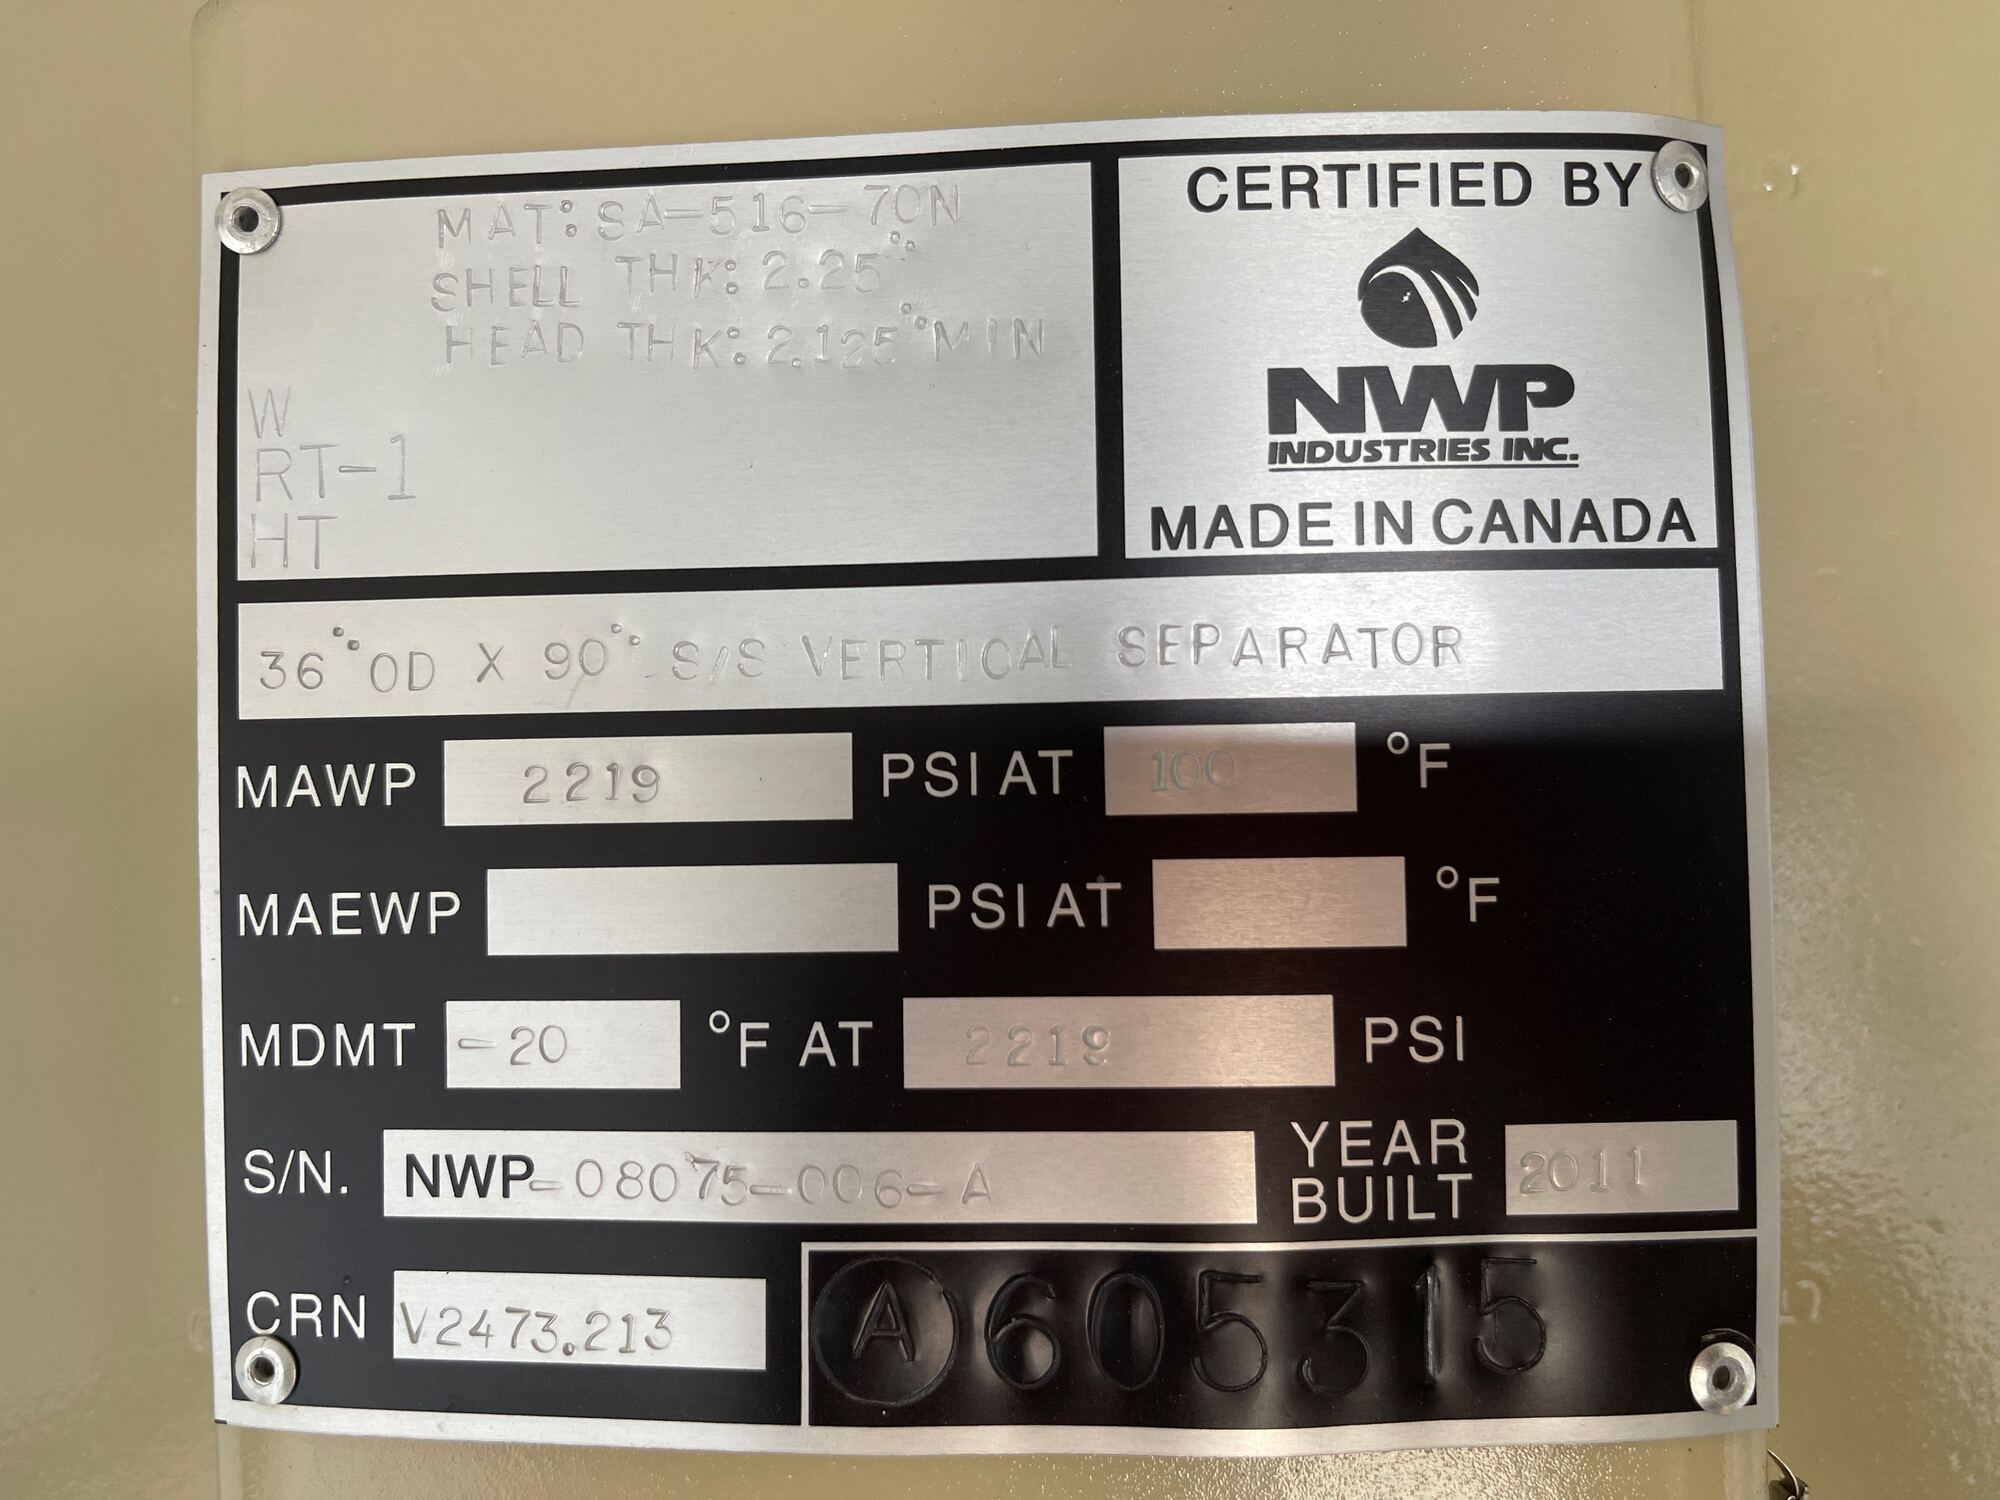 MAT: SA-516-70N
SHELL THK: 2.25"
HEAD THK: 2.125" MIN
W
RT-1
HT
CERTIFIED BY
NWP
INDUSTRIES INC.
MADE IN CANADA
36" OD X 90" S/S VERTICAL SEPARATOR
MAWP 2219 PSI AT 100 °F
MAEWP PSI AT °F
MDMT -20 °F AT 2219 PSI
S/N. NWP-08075-006-A YEAR BUILT 2011
CRN V2473.213
A605315